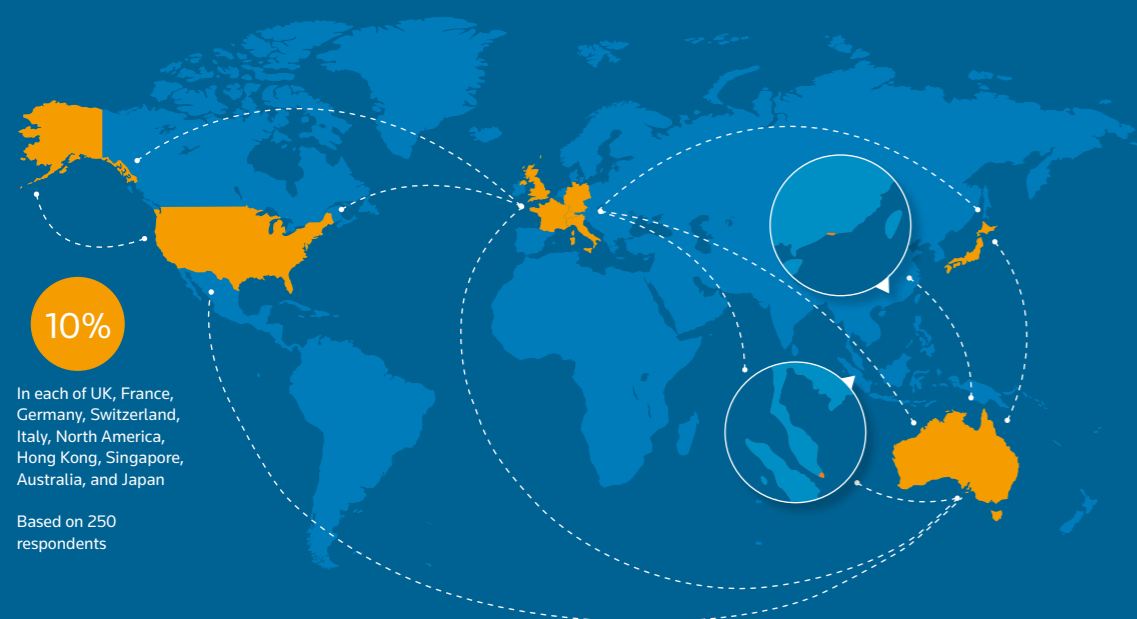 10%
In each of UK, France,
Germany, Switzerland,
Italy, North America,
Hong Kong, Singapore,
Australia, and Japan
Based on 250
respondents